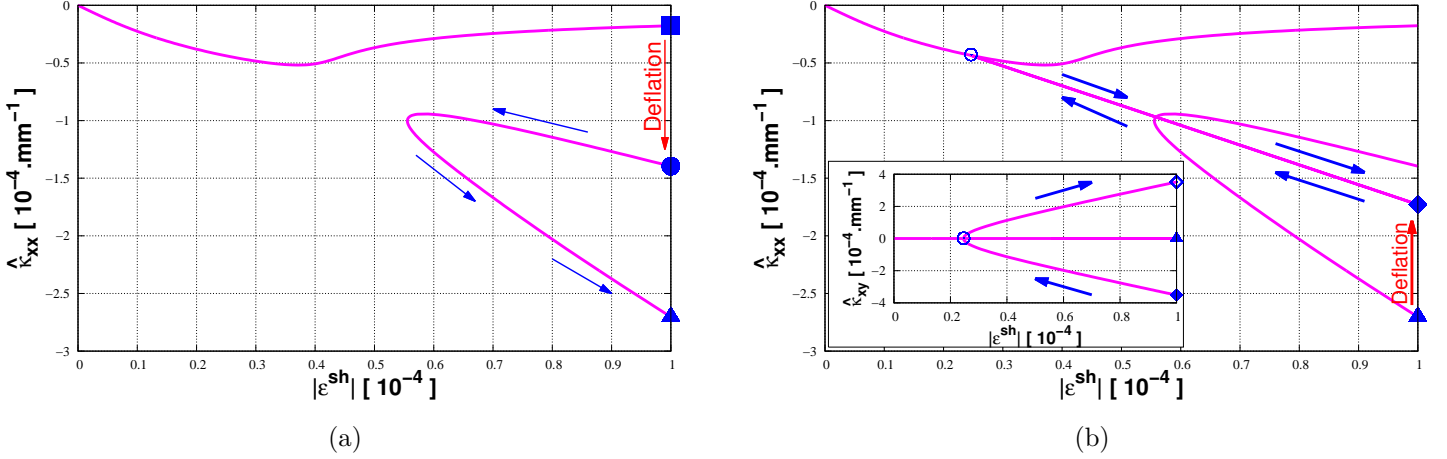 0
−0.5
−1
−1.5
−2
−2.5
−3
0 0.1 0.2 0.3 0.4 0.5 0.6 0.7 0.8 0.9 1
κ̂xx [ 10−4.mm−1 ]
|εsh| [ 10−4 ]
Deflation
(a)
0
−0.5
−1
−1.5
−2
−2.5
−3
0 0.1 0.2 0.3 0.4 0.5 0.6 0.7 0.8 0.9 1
κ̂xx [ 10−4.mm−1 ]
|εsh| [ 10−4 ]
Deflation
4
2
0
−2
−4
0 0.2 0.4 0.6 0.8 1
κ̂xy [ 10−4.mm−1 ]
|εsh| [ 10−4 ]
(b)